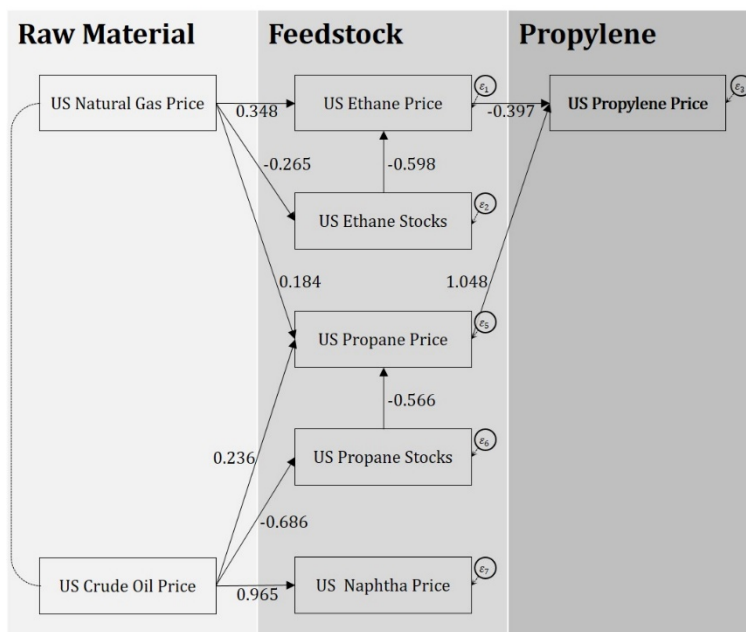 Raw Material
Feedstock
Propylene
US Natural Gas Price
0.348
US Ethane Price
ε1
-0.397
US Propylene Price
ε3
-0.265
-0.598
US Ethane Stocks
ε2
0.184
1.048
US Propane Price
ε5
-0.566
0.236
US Propane Stocks
ε6
-0.686
US Crude Oil Price
0.965
US Naphtha Price
ε7